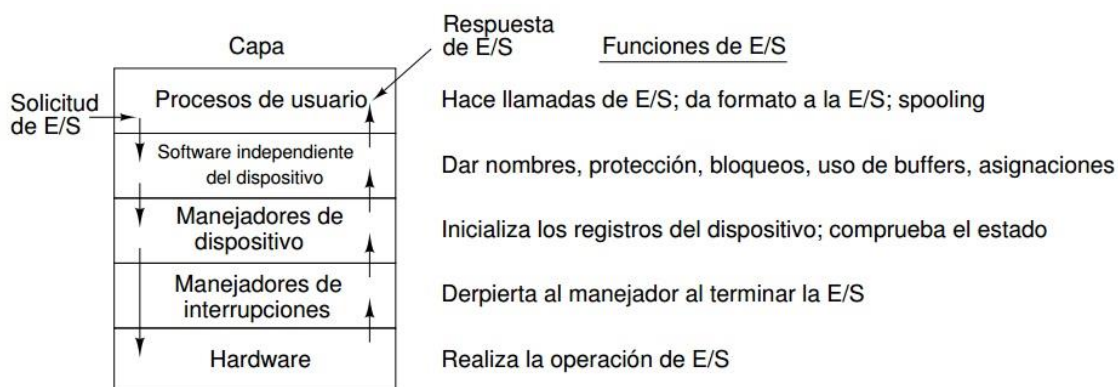 Capa
Respuesta
de E/S
Funciones de E/S
Solicitud
de E/S
Procesos de usuario
Hace llamadas de E/S; da formato a la E/S; spooling
Software independiente
del dispositivo
Dar nombres, protección, bloqueos, uso de buffers, asignaciones
Manejadores de
dispositivo
Inicializa los registros del dispositivo; comprueba el estado
Manejadores de
interrupciones
Derpierta al manejador al terminar la E/S
Hardware
Realiza la operación de E/S